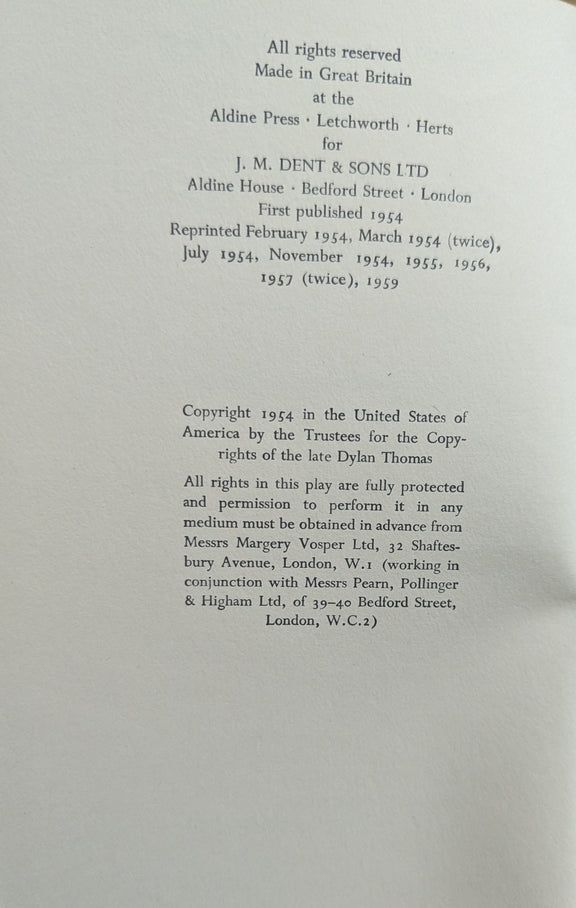 All rights reserved
Made in Great Britain
at the
Aldine Press · Letchworth · Herts
for
J. M. DENT & SONS LTD
Aldine House · Bedford Street · London
First published 1954
Reprinted February 1954, March 1954 (twice),
July 1954, November 1954, 1955, 1956,
1957 (twice), 1959
Copyright 1954 in the United States of
America by the Trustees for the Copy-
rights of the late Dylan Thomas
All rights in this play are fully protected
and permission to perform it in any
medium must be obtained in advance from
Messrs Margery Vosper Ltd, 32 Shaftes-
bury Avenue, London, W.1 (working in
conjunction with Messrs Pearn, Pollinger
& Higham Ltd, of 39–40 Bedford Street,
London, W.C.2)